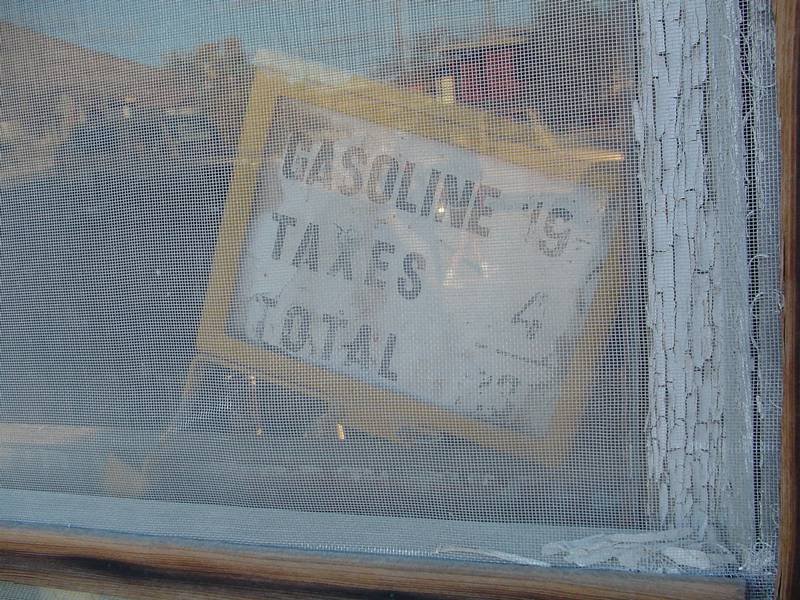 GASOLINE 19
TAXES 4
TOTAL